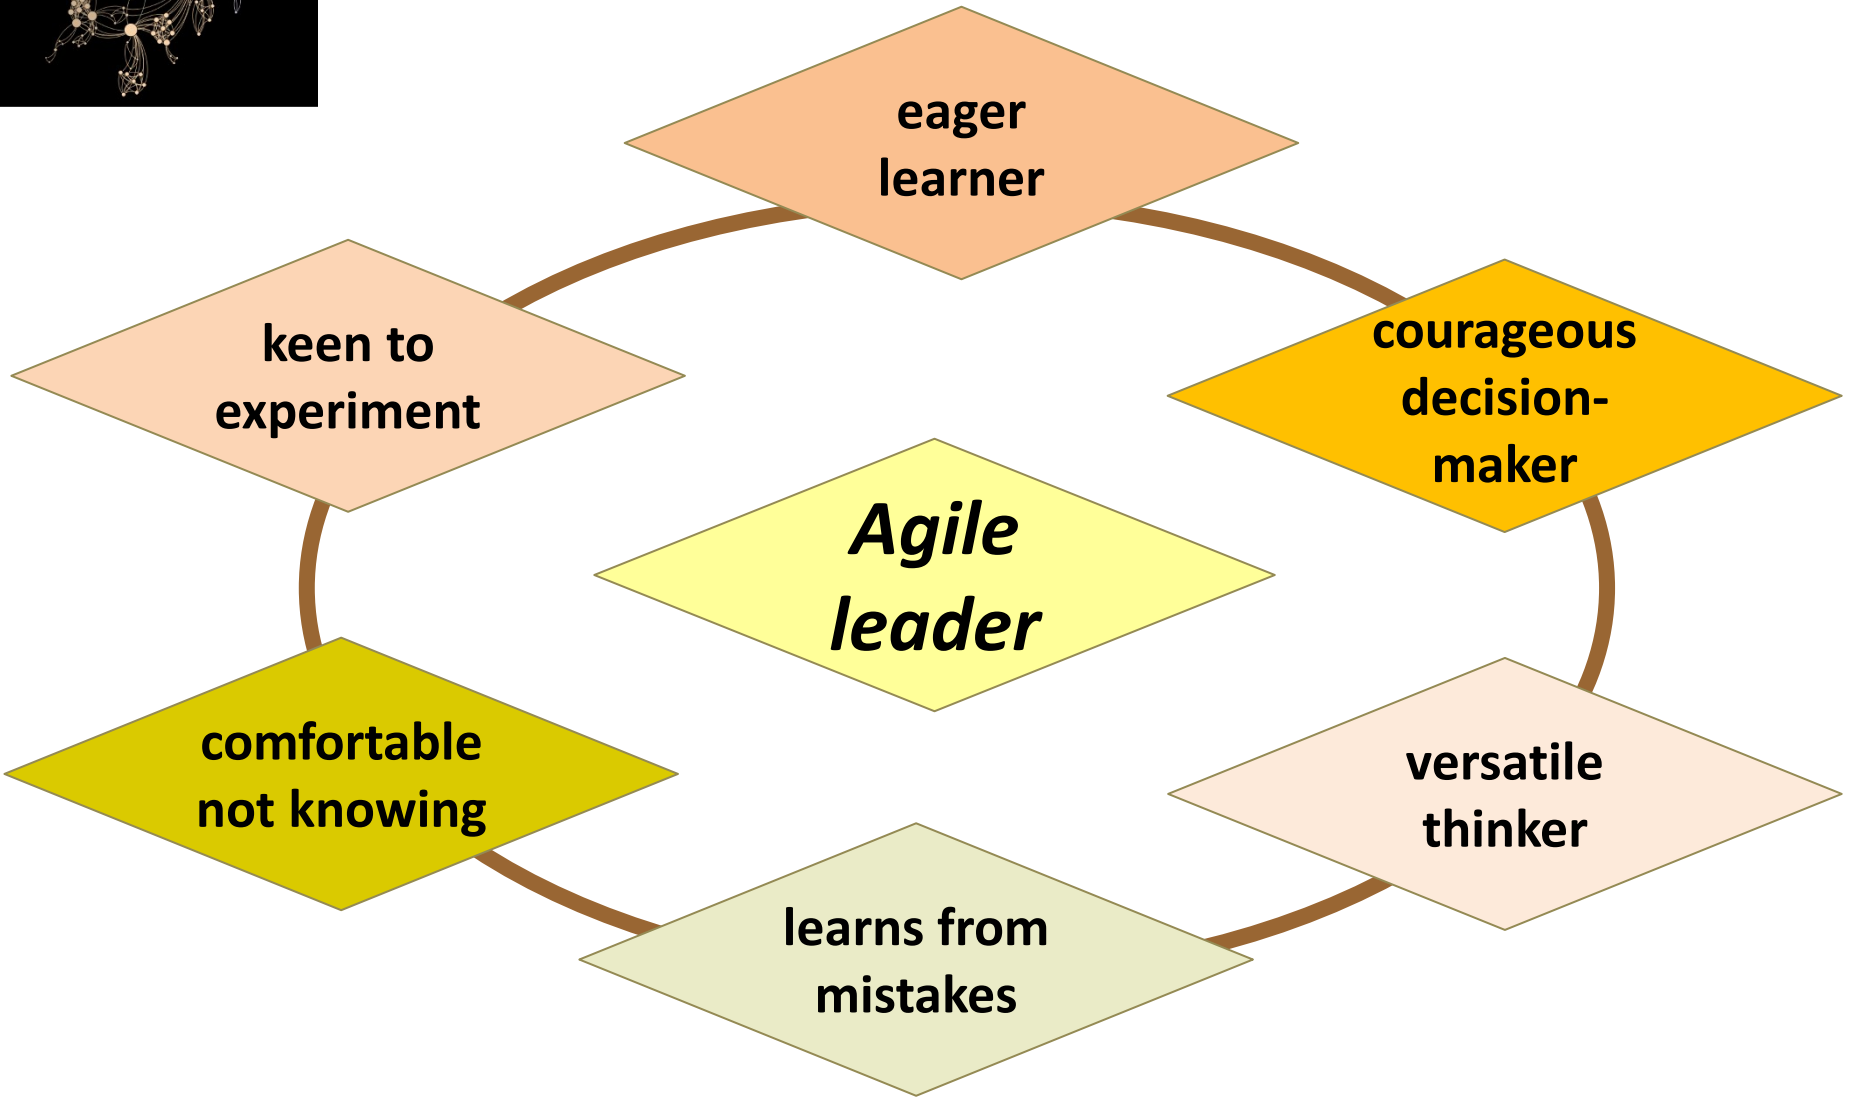 eager
learner
keen to
experiment
courageous
decision-
maker
Agile
leader
comfortable
not knowing
versatile
thinker
learns from
mistakes